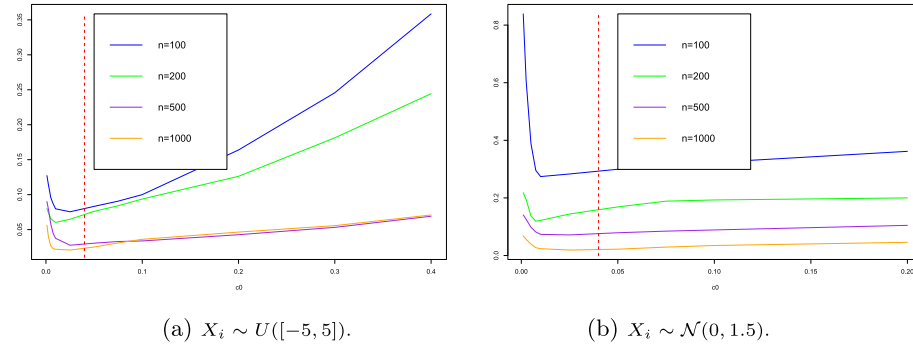 0.35
0.30
0.25
0.20
0.15
0.10
0.05
n=100
n=200
n=500
n=1000
0.0 0.1 0.2 0.3 0.4
c0
(a) X_i ∼ U([−5, 5]).
0.8
0.6
0.4
0.2
0.0
n=100
n=200
n=500
n=1000
0.00 0.05 0.10 0.15 0.20
c0
(b) X_i ∼ N(0, 1.5).